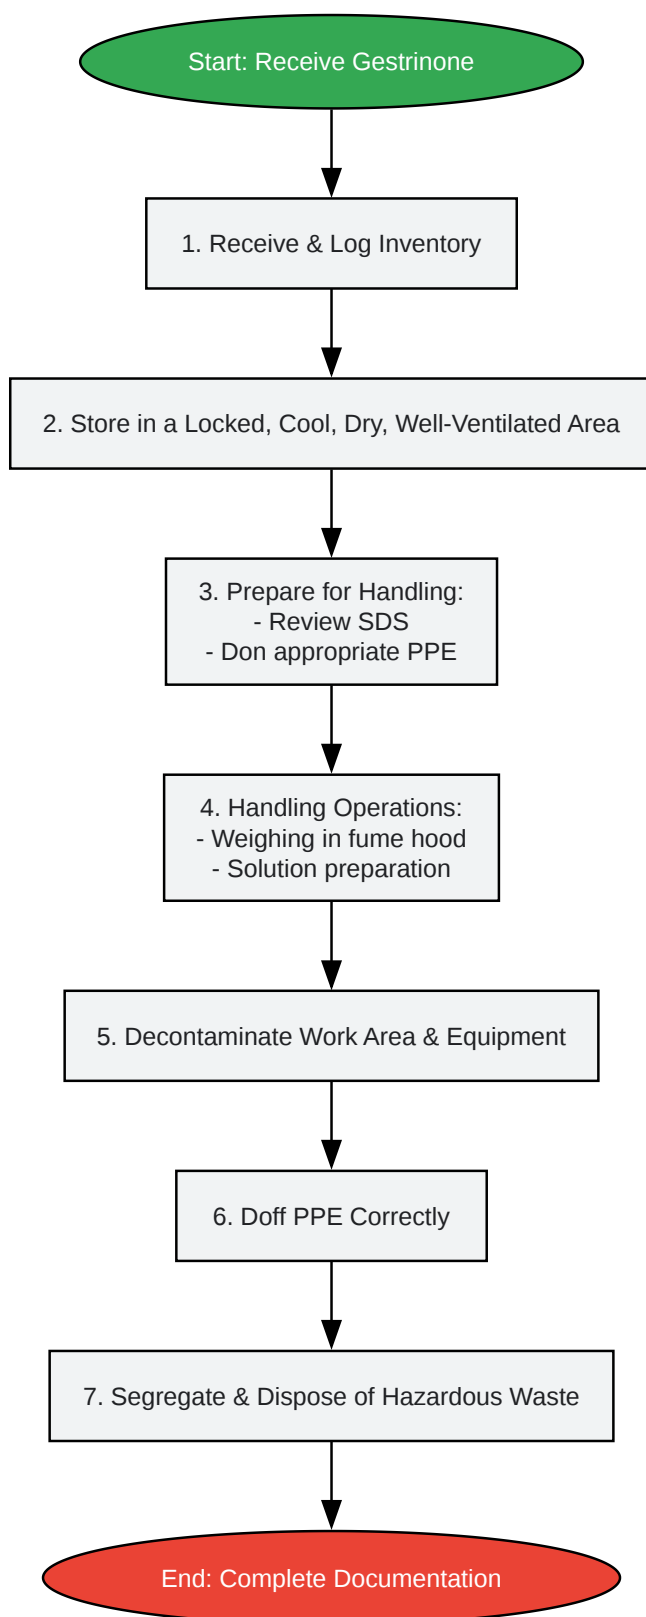 Start: Receive Gestrinone
1. Receive & Log Inventory
2. Store in a Locked, Cool, Dry, Well-Ventilated Area
3. Prepare for Handling:
- Review SDS
- Don appropriate PPE
4. Handling Operations:
- Weighing in fume hood
- Solution preparation
5. Decontaminate Work Area & Equipment
6. Doff PPE Correctly
7. Segregate & Dispose of Hazardous Waste
End: Complete Documentation